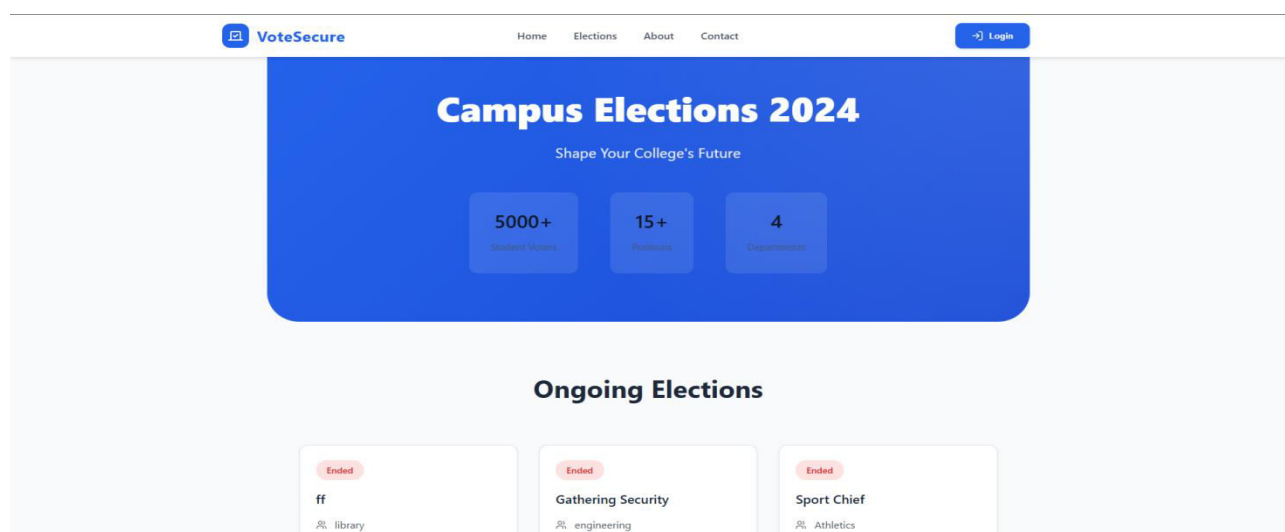 VoteSecure Home Elections About Contact Login
Campus Elections 2024
Shape Your College's Future
5000+ 15+ 4
Student Voters Positions Departments
Ongoing Elections
Ended Ended Ended
ff Gathering Security Sport Chief
library engineering Athletics